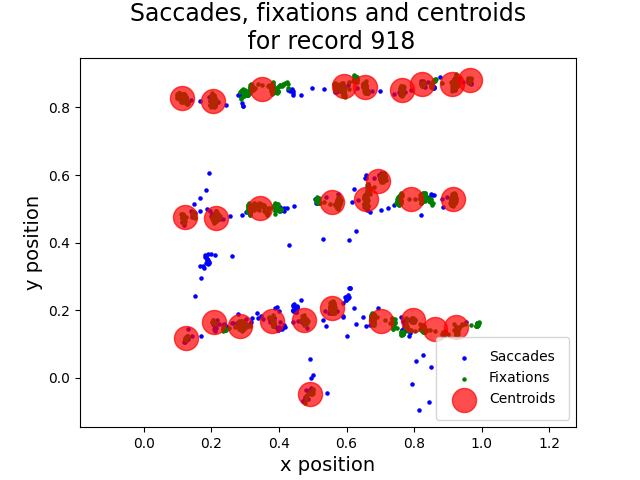 Saccades, fixations and centroids
for record 918
y position
0.8
0.6
0.4
0.2
0.0
Saccades
Fixations
Centroids
0.0 0.2 0.4 0.6 0.8 1.0 1.2
x position